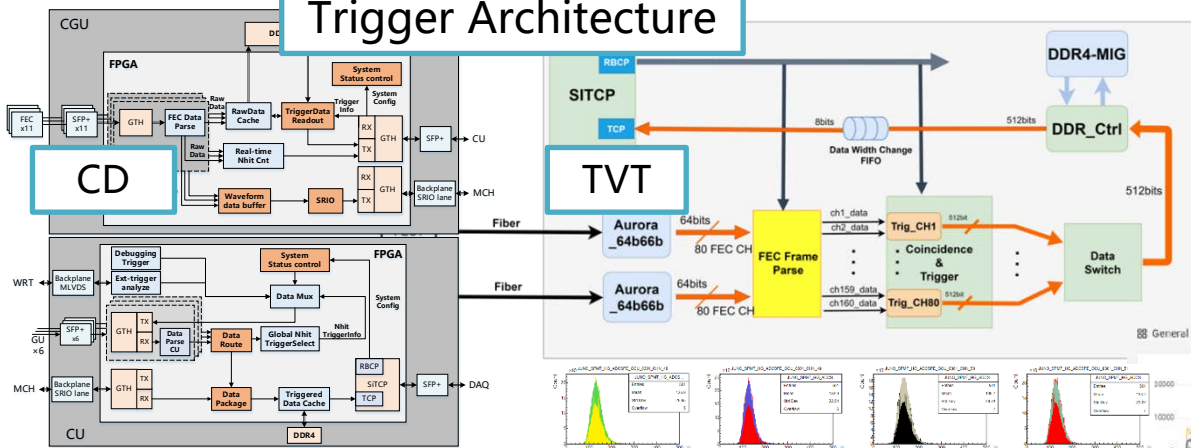 Trigger Architecture
CGU
FPGA
System
Status control
System
Config
FEC
x11
SFP+
x11
GTH
FEC Data
Parse
Raw
Data
RawData
Cache
TriggerData
Readout
Trigger
Info
RX
TX
GTH
SFP+
CU
Raw
Data
Real-time
Nhit Cnt
CD
Waveform
data buffer
SRIO
RX
TX
GTH
Backplane
SRIO lane
MCH
Debugging
Trigger
Ext-trigger
analyze
WRT
Backplane
MLVDS
System
Status control
FPGA
Data Mux
System
Config
SFP+
x6
GU
×6
GTH
TX
RX
Data
Parse
CU
Data
Route
Global Nhit
TriggerSelect
Nhit
TriggerInfo
MCH
Backplane
SRIO lane
GTH
TX
RX
Data
Package
Triggered
Data Cache
RBCP
SiTCP
TCP
SFP+
DAQ
DDR4
CU
RBCP
SITCP
TCP
8bits
Data Width Change
FIFO
512bits
DDR4-MIG
DDR_Ctrl
512bits
TVT
Fiber
Aurora
_64b66b
64bits
80 FEC CH
Fiber
Aurora
_64b66b
64bits
80 FEC CH
FEC Frame
Parse
ch1_data
ch2_data
ch159_data
ch160_data
Trig_CH1
512bit
Coincidence
&
Trigger
Trig_CH80
512bit
Data
Switch
General
20000
10000